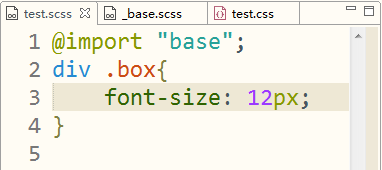 test.scss _base.scss test.css
1 @import "base";
2 div .box{
3     font-size: 12px;
4 }
5